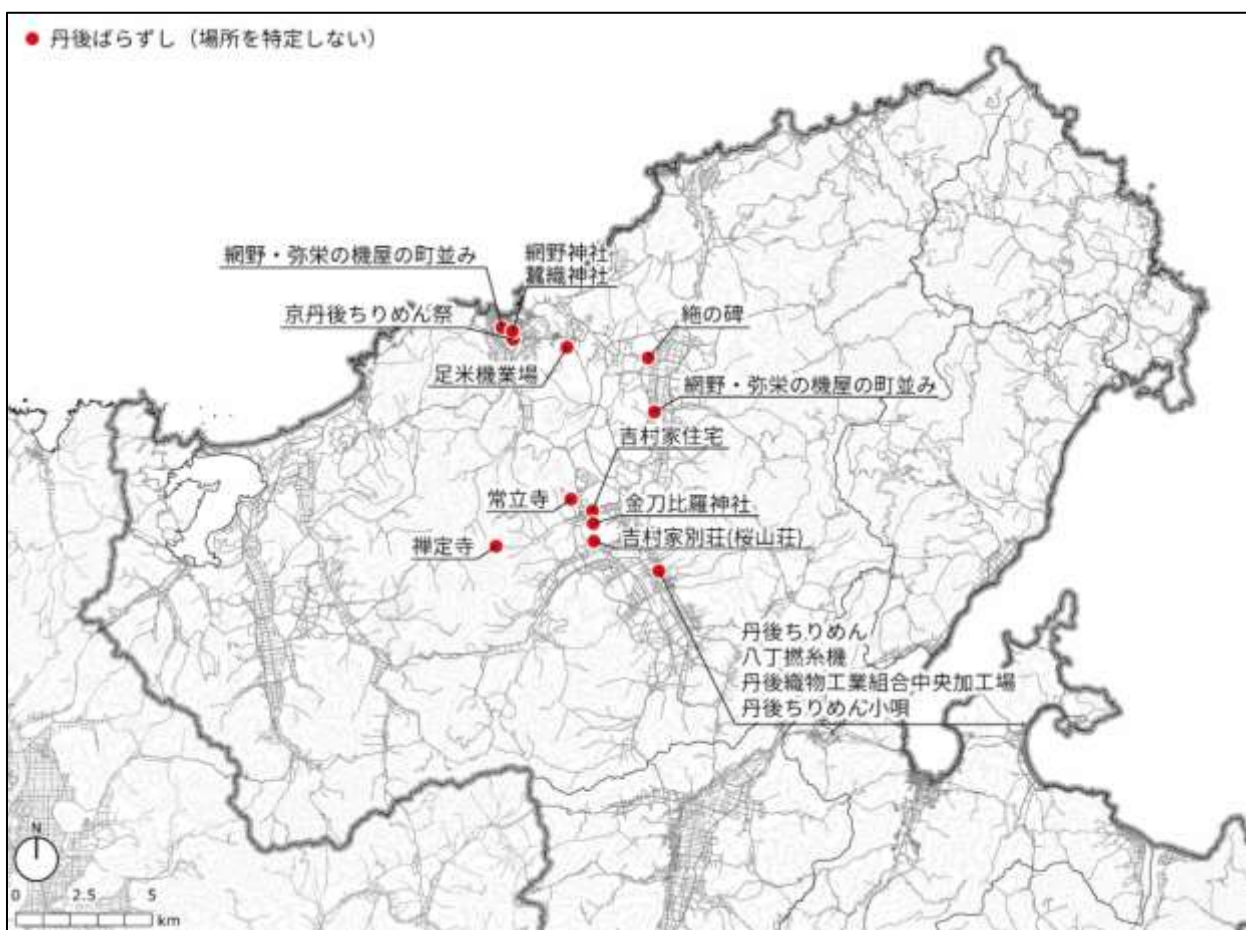 丹後ばらずし（場所を特定しない）
網野・弥栄の機屋の町並み
網野神社
蠶織神社
京丹後ちりめん祭
絁の碑
足米機業場
網野・弥栄の機屋の町並み
吉村家住宅
常立寺
金刀比羅神社
禅定寺
吉村家別荘(桜山荘)
丹後ちりめん
八丁撚糸機
丹後織物工業組合中央加工場
丹後ちりめん小唄
N
0 2.5 5
km